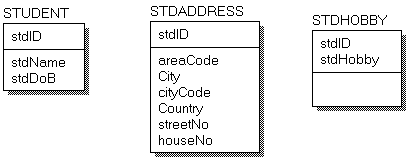 STUDENT
stdID
stdName
stdDoB
STDADDRESS
stdID
areaCode
City
cityCode
Country
streetNo
houseNo
STDHOBBY
stdID
stdHobby